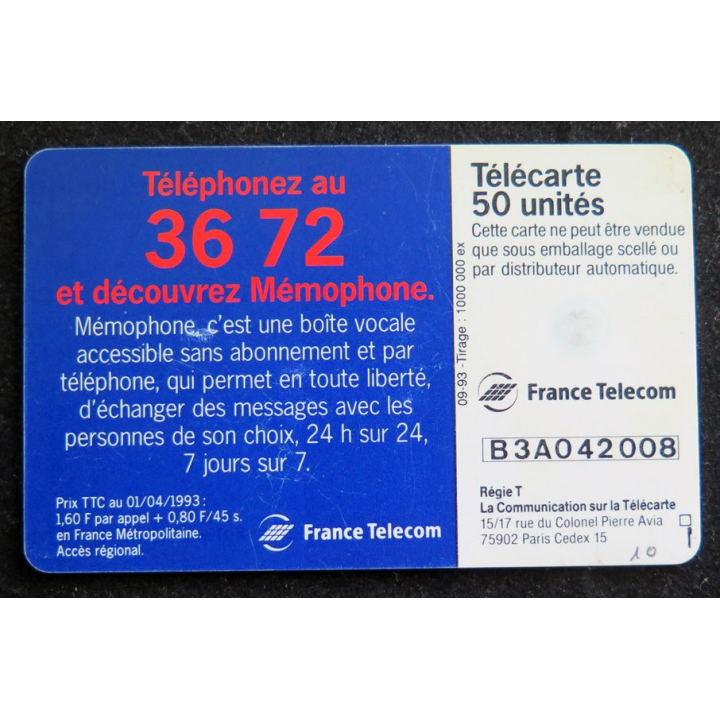 Téléphonez au
36 72
et découvrez Mémophone.
Mémophone, c'est une boîte vocale
accessible sans abonnement et par
téléphone, qui permet en toute liberté,
d'échanger des messages avec les
personnes de son choix, 24 h sur 24,
7 jours sur 7.
Prix TTC au 01/04/1993 :
1,60 F par appel + 0,80 F/45 s.
en France Métropolitaine.
Accès régional.
France Telecom
09-93 - Tirage : 1000 000 ex
Télécarte
50 unités
Cette carte ne peut être vendue
que sous emballage scellé ou
par distributeur automatique.
France Telecom
B3A042008
Régie T
La Communication sur la Télécarte
15/17 rue du Colonel Pierre Avia
75902 Paris Cedex 15
10